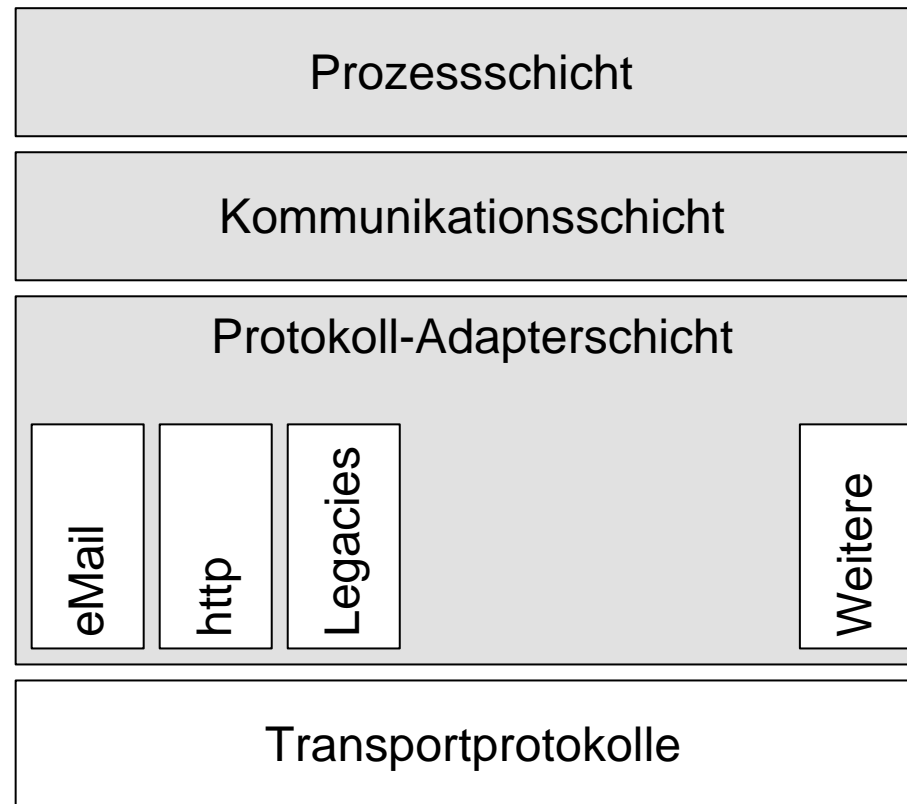 Prozessschicht
Kommunikationsschicht
Protokoll-Adapterschicht
eMail
http
Legacies
Weitere
Transportprotokolle